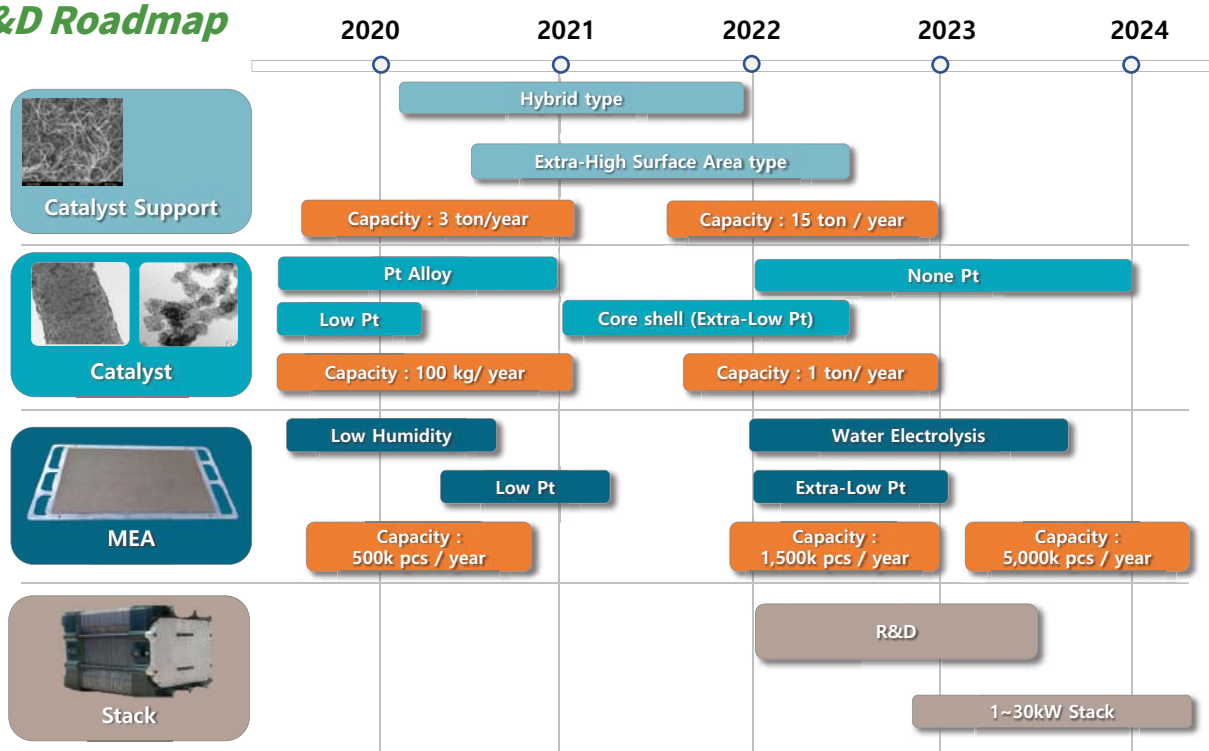 &D Roadmap
2020 2021 2022 2023 2024
Hybrid type
Extra-High Surface Area type
Catalyst Support
Capacity : 3 ton/year
Capacity : 15 ton / year
Pt Alloy
None Pt
Low Pt
Core shell (Extra-Low Pt)
Catalyst
Capacity : 100 kg/ year
Capacity : 1 ton/ year
Low Humidity
Water Electrolysis
Low Pt
Extra-Low Pt
MEA
Capacity :
500k pcs / year
Capacity :
1,500k pcs / year
Capacity :
5,000k pcs / year
R&D
Stack
1~30kW Stack